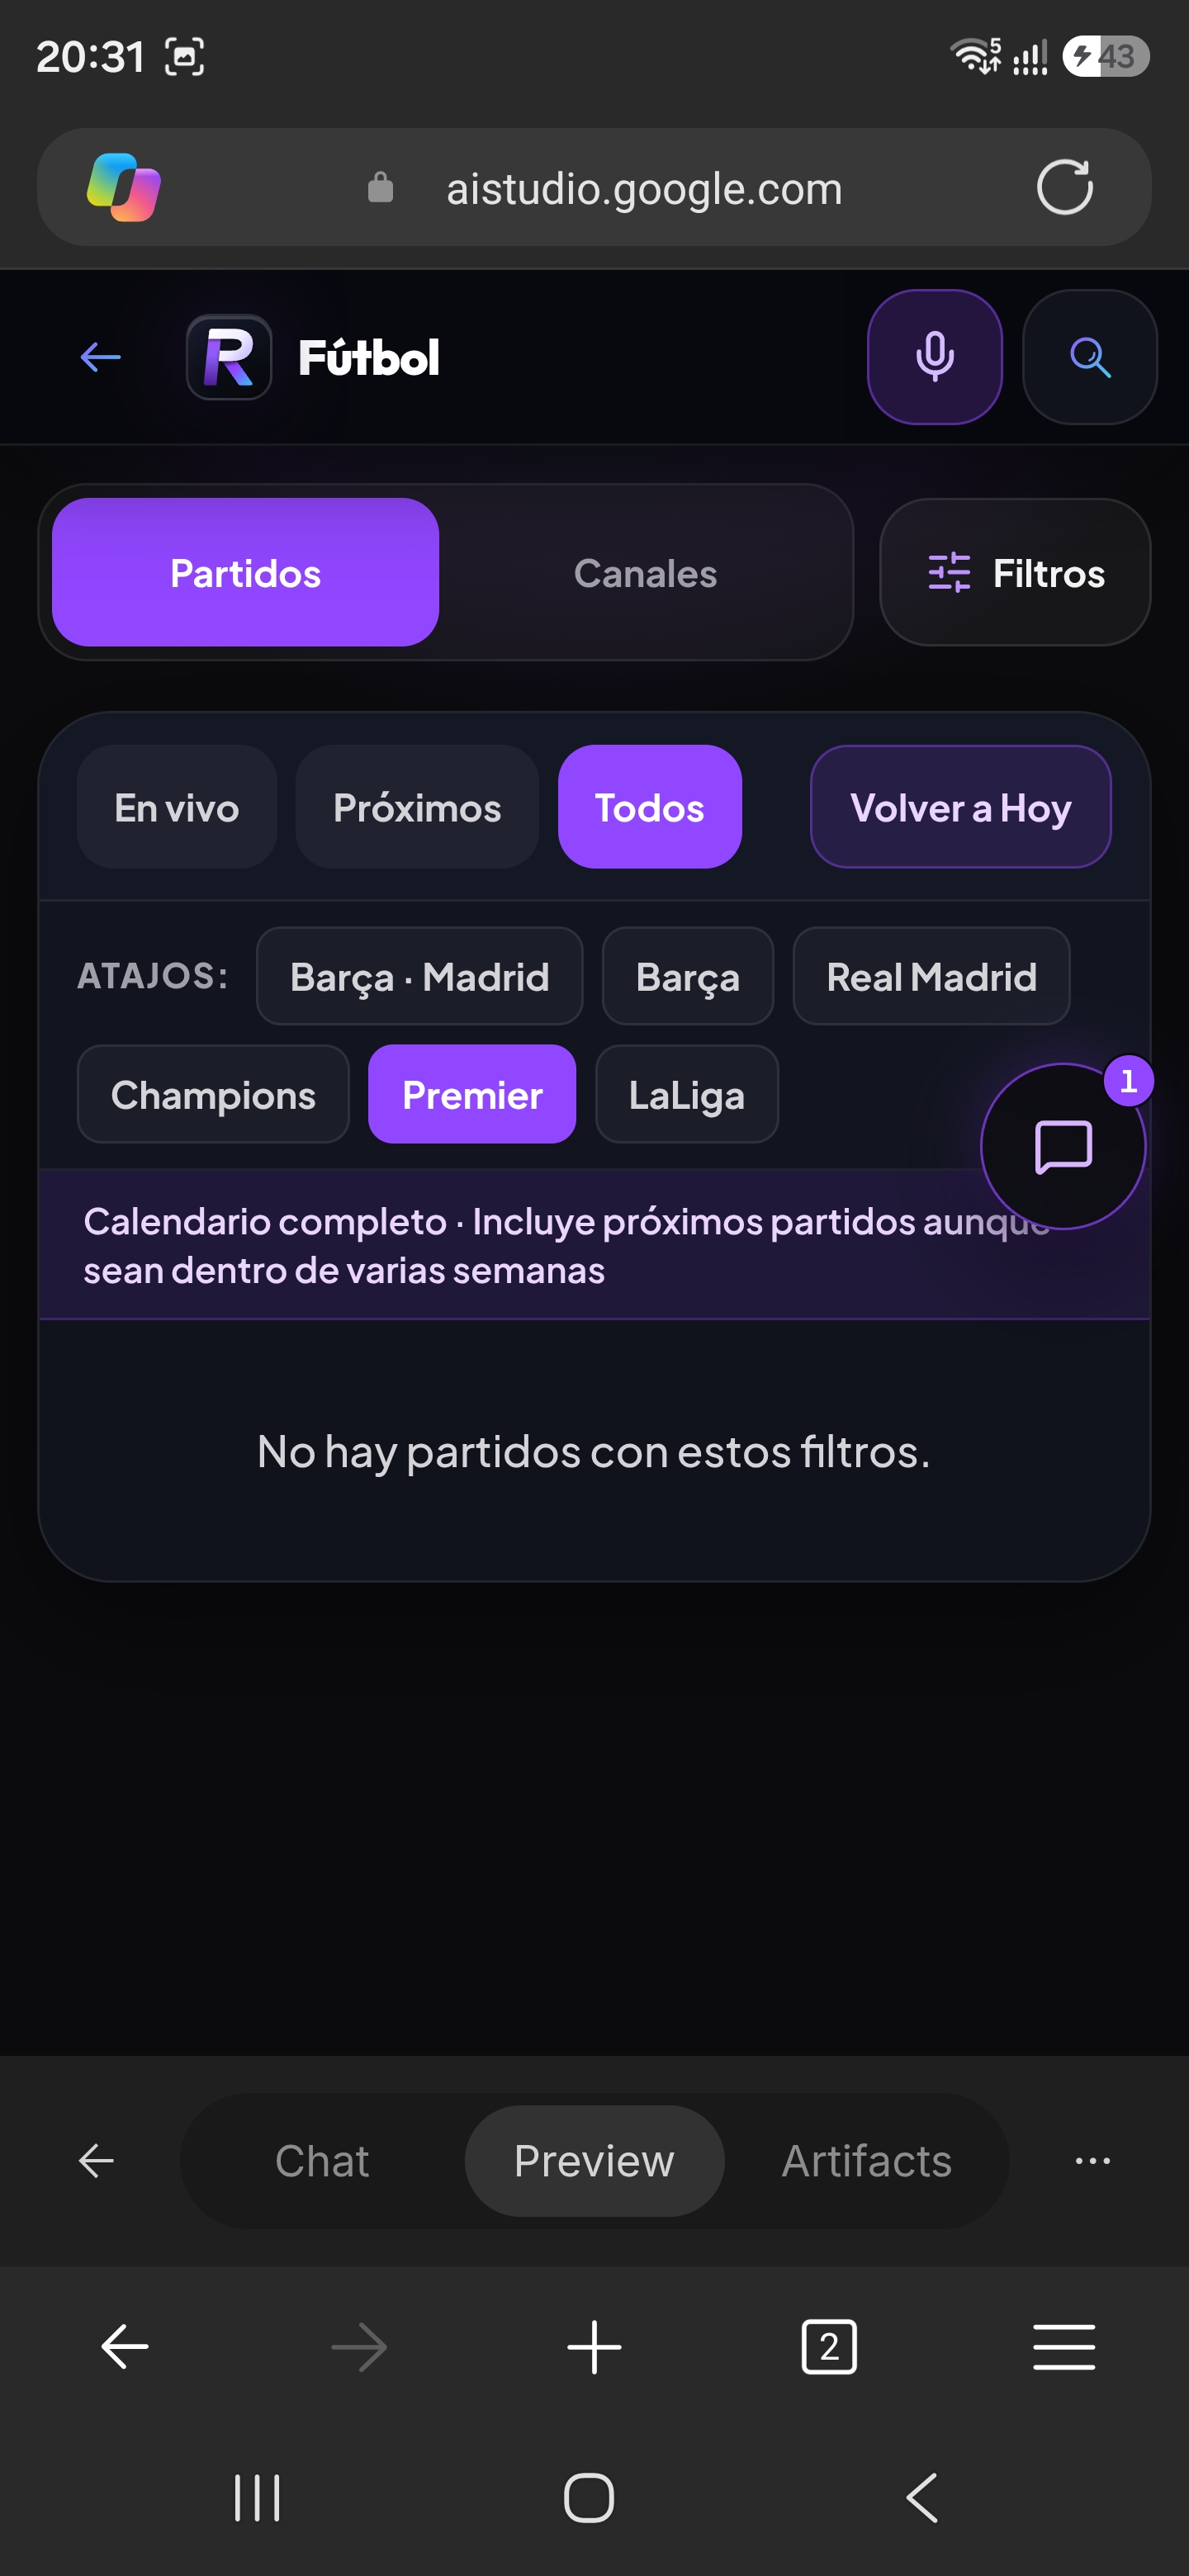 20:31
5
43
aistudio.google.com
R
Fútbol
Partidos
Canales
Filtros
En vivo
Próximos
Todos
Volver a Hoy
ATAJOS:
Barça · Madrid
Barça
Real Madrid
Champions
Premier
LaLiga
1
Calendario completo · Incluye próximos partidos aunque
sean dentro de varias semanas
No hay partidos con estos filtros.
Chat
Preview
Artifacts
2